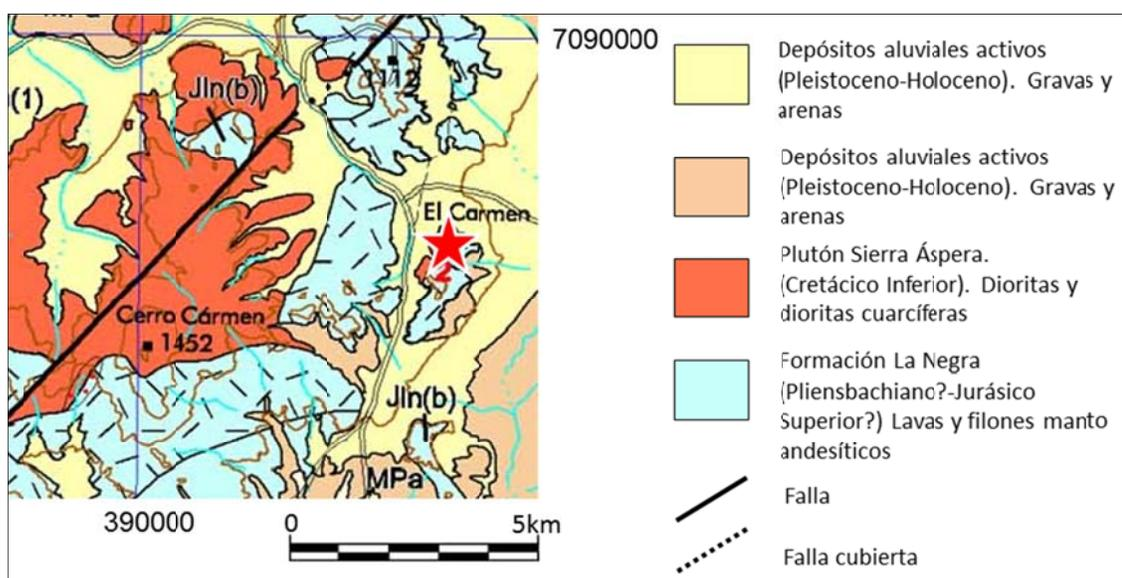 MPa
7090000
1112
Jln(b)
(1)
El Carmen
2
Cerro Cármen
1452
Jln(b)
MPa
390000
0
5km
Depósitos aluviales activos
(Pleistoceno-Holoceno). Gravas y
arenas
Depósitos aluviales activos
(Pleistoceno-Holoceno). Gravas y
arenas
Plutón Sierra Áspera.
(Cretácico Inferior). Dioritas y
dioritas cuarcíferas
Formación La Negra
(Pliensbachiano?-Jurásico
Superior?) Lavas y filones manto
andesíticos
Falla
Falla cubierta